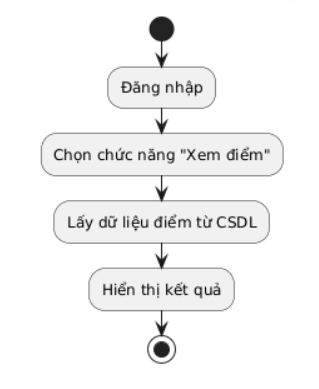 Đăng nhập
Chọn chức năng "Xem điểm"
Lấy dữ liệu điểm từ CSDL
Hiển thị kết quả